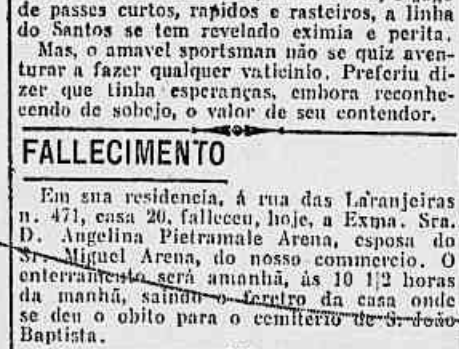 de passes curtos, rapidos e rasteiros, a linha
do Santos se tem revelado eximia e perita.
Mas, o amavel sportsman não se quiz aven-
turar a fazer qualquer vaticinio. Preferiu di-
zer que tinha esperanças, embora reconhe-
cendo de sobejo, o valor de seu contendor.
FALLECIMENTO
Em sua residencia, á rua das Laranjeiras
n. 471, casa 20, falleceu, hoje, a Exma. Sra.
D. Angelina Pietramale Arena, esposa do
Sr. Miguel Arena, do nosso commercio. O
enterramento será amanhã, ás 10 1|2 horas
da manhã, saindo o feretro da casa onde
se deu o obito para o cemiterio de S. João
Baptista.